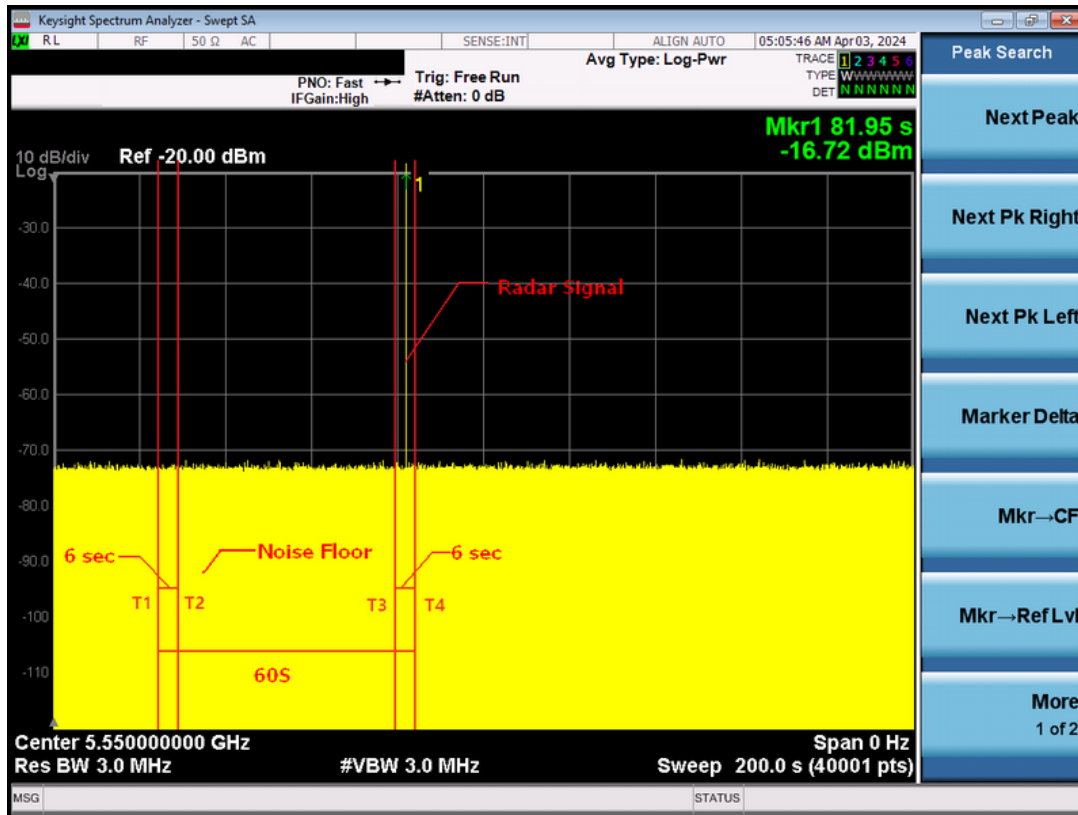 Keysight Spectrum Analyzer - Swept SA
LXI RL RF 50 Ω AC SENSE:INT ALIGN AUTO 05:05:46 AM Apr 03, 2024
PNO: Fast
IFGain:High
Trig: Free Run
#Atten: 0 dB
Avg Type: Log-Pwr
TRACE 1 2 3 4 5 6
TYPE WWWWWWW
DET N N N N N N
Mkr1 81.95 s
-16.72 dBm
10 dB/div Ref -20.00 dBm
Log
1
-30.0
-40.0
Radar Signal
-50.0
-60.0
-70.0
-80.0
-90.0
6 sec Noise Floor 6 sec
T1 T2 T3 T4
-100
-110
60S
Center 5.550000000 GHz Span 0 Hz
Res BW 3.0 MHz #VBW 3.0 MHz Sweep 200.0 s (40001 pts)
MSG STATUS
Peak Search
Next Peak
Next Pk Right
Next Pk Left
Marker Delta
Mkr→CF
Mkr→Ref Lvl
More
1 of 2